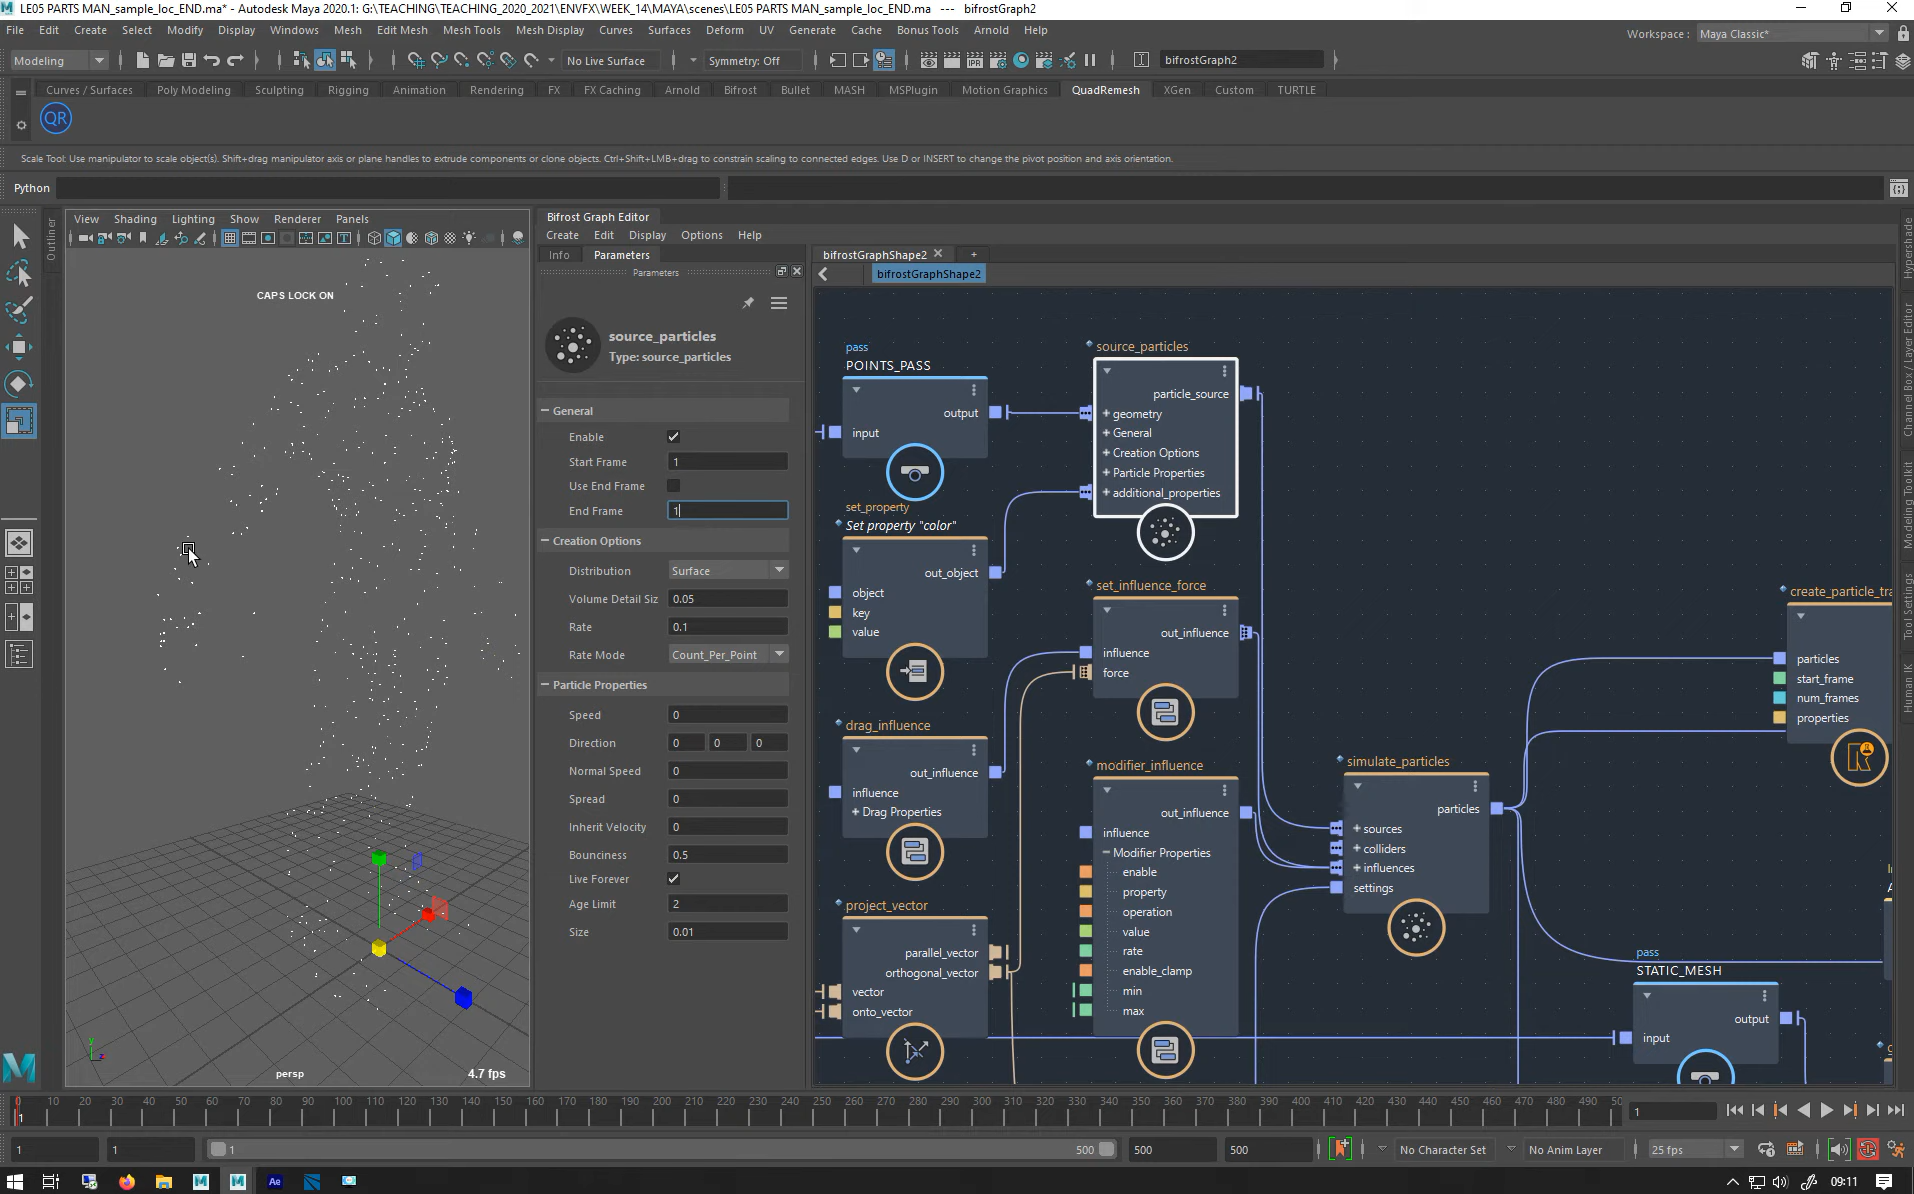 LE05 PARTS MAN_sample_loc_END.ma* - Autodesk Maya 2020.1: G:\TEACHING\TEACHING_2020_2021\ENVFX\WEEK_14\MAYA\scenes\LE05 PARTS MAN_sample_loc_END.ma --- bifrostGraph2
File Edit Create Select Modify Display Windows Mesh Edit Mesh Mesh Tools Mesh Display Curves Surfaces Deform UV Generate Cache Bonus Tools Arnold Help
Workspace : Maya Classic*
Modeling No Live Surface Symmetry: Off bifrostGraph2
Curves / Surfaces Poly Modeling Sculpting Rigging Animation Rendering FX FX Caching Arnold Bifrost Bullet MASH MSPlugin Motion Graphics QuadRemesh XGen Custom TURTLE
QR
Scale Tool: Use manipulator to scale object(s). Shift+drag manipulator axis or plane handles to extrude components or clone objects. Ctrl+Shift+LMB+drag to constrain scaling to connected edges. Use D or INSERT to change the pivot position and axis orientation.
Python
Outliner
View Shading Lighting Show Renderer Panels
CAPS LOCK ON
persp
4.7 fps
Bifrost Graph Editor
Create Edit Display Options Help
Info Parameters
Parameters
source_particles
Type: source_particles
General
Enable
Start Frame 1
Use End Frame
End Frame 1
Creation Options
Distribution Surface
Volume Detail Siz 0.05
Rate 0.1
Rate Mode Count_Per_Point
Particle Properties
Speed 0
Direction 0 0 0
Normal Speed 0
Spread 0
Inherit Velocity 0
Bounciness 0.5
Live Forever
Age Limit 2
Size 0.01
bifrostGraphShape2 +
bifrostGraphShape2
pass
POINTS_PASS
output
input
set_property
Set property "color"
out_object
object
key
value
drag_influence
out_influence
influence
+ Drag Properties
project_vector
parallel_vector
orthogonal_vector
vector
onto_vector
source_particles
particle_source
+ geometry
+ General
+ Creation Options
+ Particle Properties
+ additional_properties
set_influence_force
out_influence
influence
force
modifier_influence
out_influence
influence
Modifier Properties
enable
property
operation
value
rate
enable_clamp
min
max
simulate_particles
particles
+ sources
+ colliders
+ influences
settings
pass
STATIC_MESH
output
input
create_particle_tra
particles
start_frame
num_frames
properties
Hypershade
Channel Box / Layer Editor
Modeling Toolkit
Tool Settings
Human IK
0 10 20 30 40 50 60 70 80 90 100 110 120 130 140 150 160 170 180 190 200 210 220 230 240 250 260 270 280 290 300 310 320 330 340 350 360 370 380 390 400 410 420 430 440 450 460 470 480 490 50
1
1
1 1 1 500 500 500 No Character Set No Anim Layer 25 fps
Ae
09:11